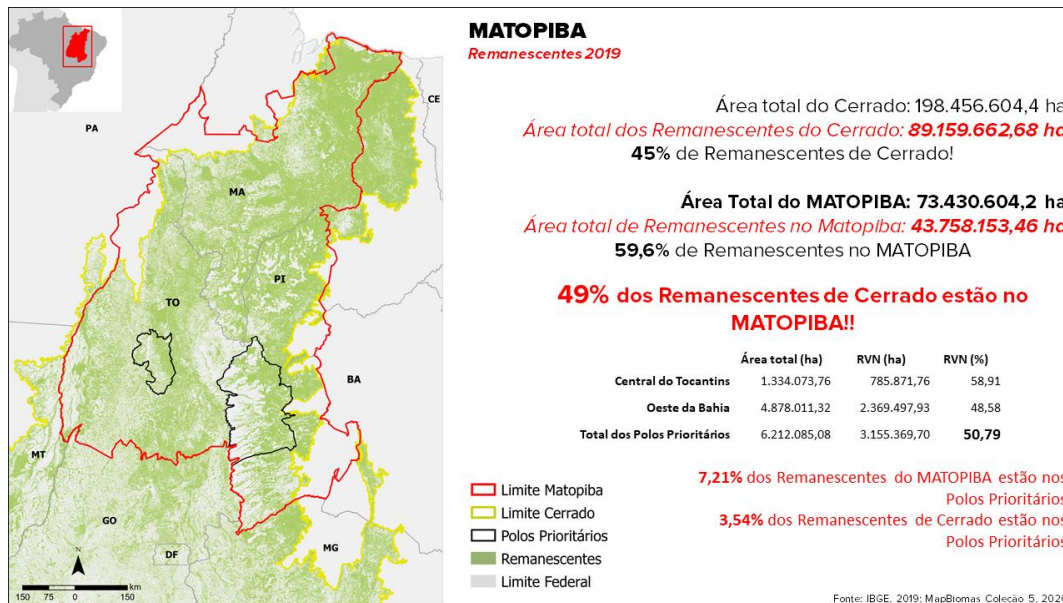 MATOPIBA
Remanescentes 2019
Área total do Cerrado: 198.456.604,4 ha
Área total dos Remanescentes do Cerrado: 89.159.662,68 ha
45% de Remanescentes de Cerrado!
Área Total do MATOPIBA: 73.430.604,2 ha
Área total de Remanescentes no Matopiba: 43.758.153,46 ha
59,6% de Remanescentes no MATOPIBA
49% dos Remanescentes de Cerrado estão no
MATOPIBA!!
Área total (ha) RVN (ha) RVN (%)
Central do Tocantins 1.334.073,76 785.871,76 58,91
Oeste da Bahia 4.878.011,32 2.369.497,93 48,58
Total dos Polos Prioritários 6.212.085,08 3.155.369,70 50,79
7,21% dos Remanescentes do MATOPIBA estão nos
Polos Prioritários
3,54% dos Remanescentes de Cerrado estão nos
Polos Prioritários
Fonte: IBGE, 2019; MapBiomas Coleção 5, 2020
PA
CE
MA
PI
TO
BA
MT
GO
DF
MG
N
km
150 75 0 150
Limite Matopiba
Limite Cerrado
Polos Prioritários
Remanescentes
Limite Federal